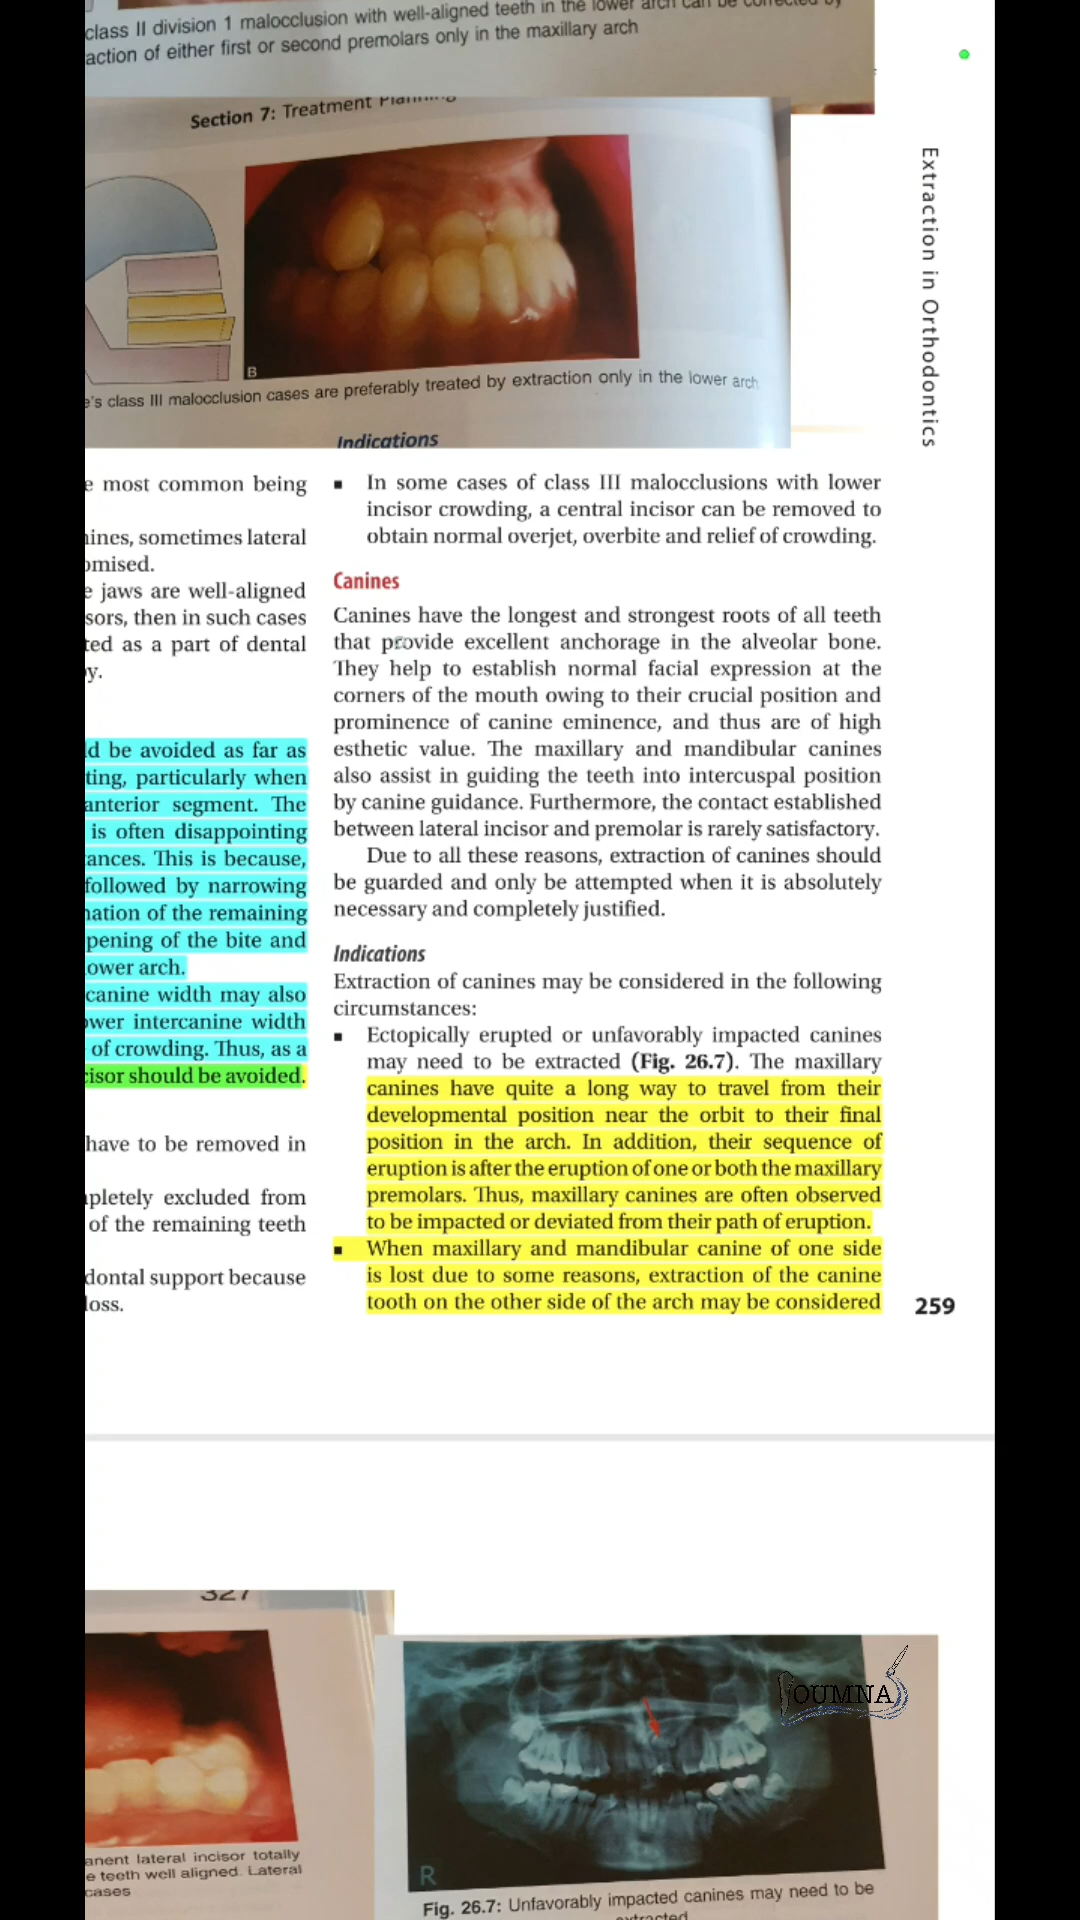 class II division 1 malocclusion with well-aligned teeth in the lower arch can be corrected by
action of either first or second premolars only in the maxillary arch
Section 7: Treatment Planning
B
e's class III malocclusion cases are preferably treated by extraction only in the lower arch
Extraction in Orthodontics
e most common being
ines, sometimes lateral
omised.
e jaws are well-aligned
sors, then in such cases
ted as a part of dental
y.
d be avoided as far as
ting, particularly when
anterior segment. The
is often disappointing
ances. This is because,
followed by narrowing
nation of the remaining
pening of the bite and
ower arch.
canine width may also
ower intercanine width
of crowding. Thus, as a
cisor should be avoided.
have to be removed in
pletely excluded from
of the remaining teeth
dontal support because
loss.
Indications
▪ In some cases of class III malocclusions with lower
incisor crowding, a central incisor can be removed to
obtain normal overjet, overbite and relief of crowding.
Canines
Canines have the longest and strongest roots of all teeth
that provide excellent anchorage in the alveolar bone.
They help to establish normal facial expression at the
corners of the mouth owing to their crucial position and
prominence of canine eminence, and thus are of high
esthetic value. The maxillary and mandibular canines
also assist in guiding the teeth into intercuspal position
by canine guidance. Furthermore, the contact established
between lateral incisor and premolar is rarely satisfactory.
Due to all these reasons, extraction of canines should
be guarded and only be attempted when it is absolutely
necessary and completely justified.
Indications
Extraction of canines may be considered in the following
circumstances:
▪ Ectopically erupted or unfavorably impacted canines
may need to be extracted (Fig. 26.7). The maxillary
canines have quite a long way to travel from their
developmental position near the orbit to their final
position in the arch. In addition, their sequence of
eruption is after the eruption of one or both the maxillary
premolars. Thus, maxillary canines are often observed
to be impacted or deviated from their path of eruption.
▪ When maxillary and mandibular canine of one side
is lost due to some reasons, extraction of the canine
tooth on the other side of the arch may be considered
259
327
anent lateral incisor totally
e teeth well aligned. Lateral
cases
OUMNA
R
Fig. 26.7: Unfavorably impacted canines may need to be
extracted